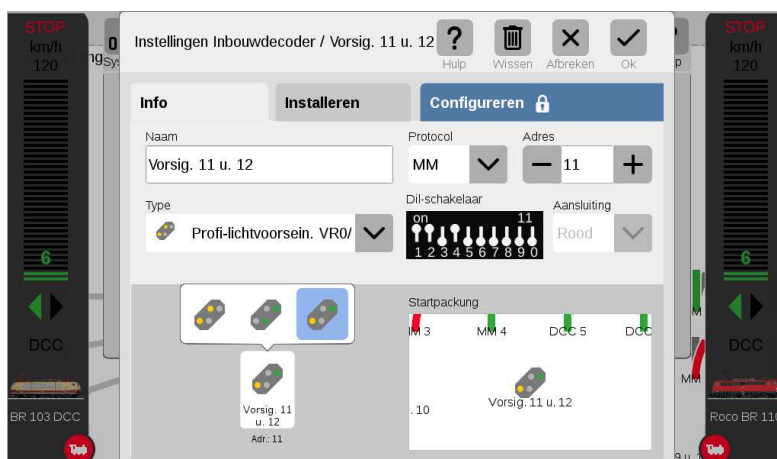 STOP
km/h
120
6
DCC
BR 103 DCC
Instellingen Inbouwdecoder / Vorsig. 11 u. 12
?
Hulp
Wissen
Afbreken
Ok
Info
Installeren
Configureren
Naam
Vorsig. 11 u. 12
Protocol
MM
Adres
11
Type
Profi-lichtvoorsein. VR0/
Dil-schakelaar
on 11
1 2 3 4 5 6 7 8 9 0
Aansluiting
Rood
Vorsig. 11
u. 12
Adr.: 11
Startpackung
MM 4
DCC 5
DCC
. 10
Vorsig. 11 u. 12
MM
STOP
km/h
120
6
DCC
Roco BR 110